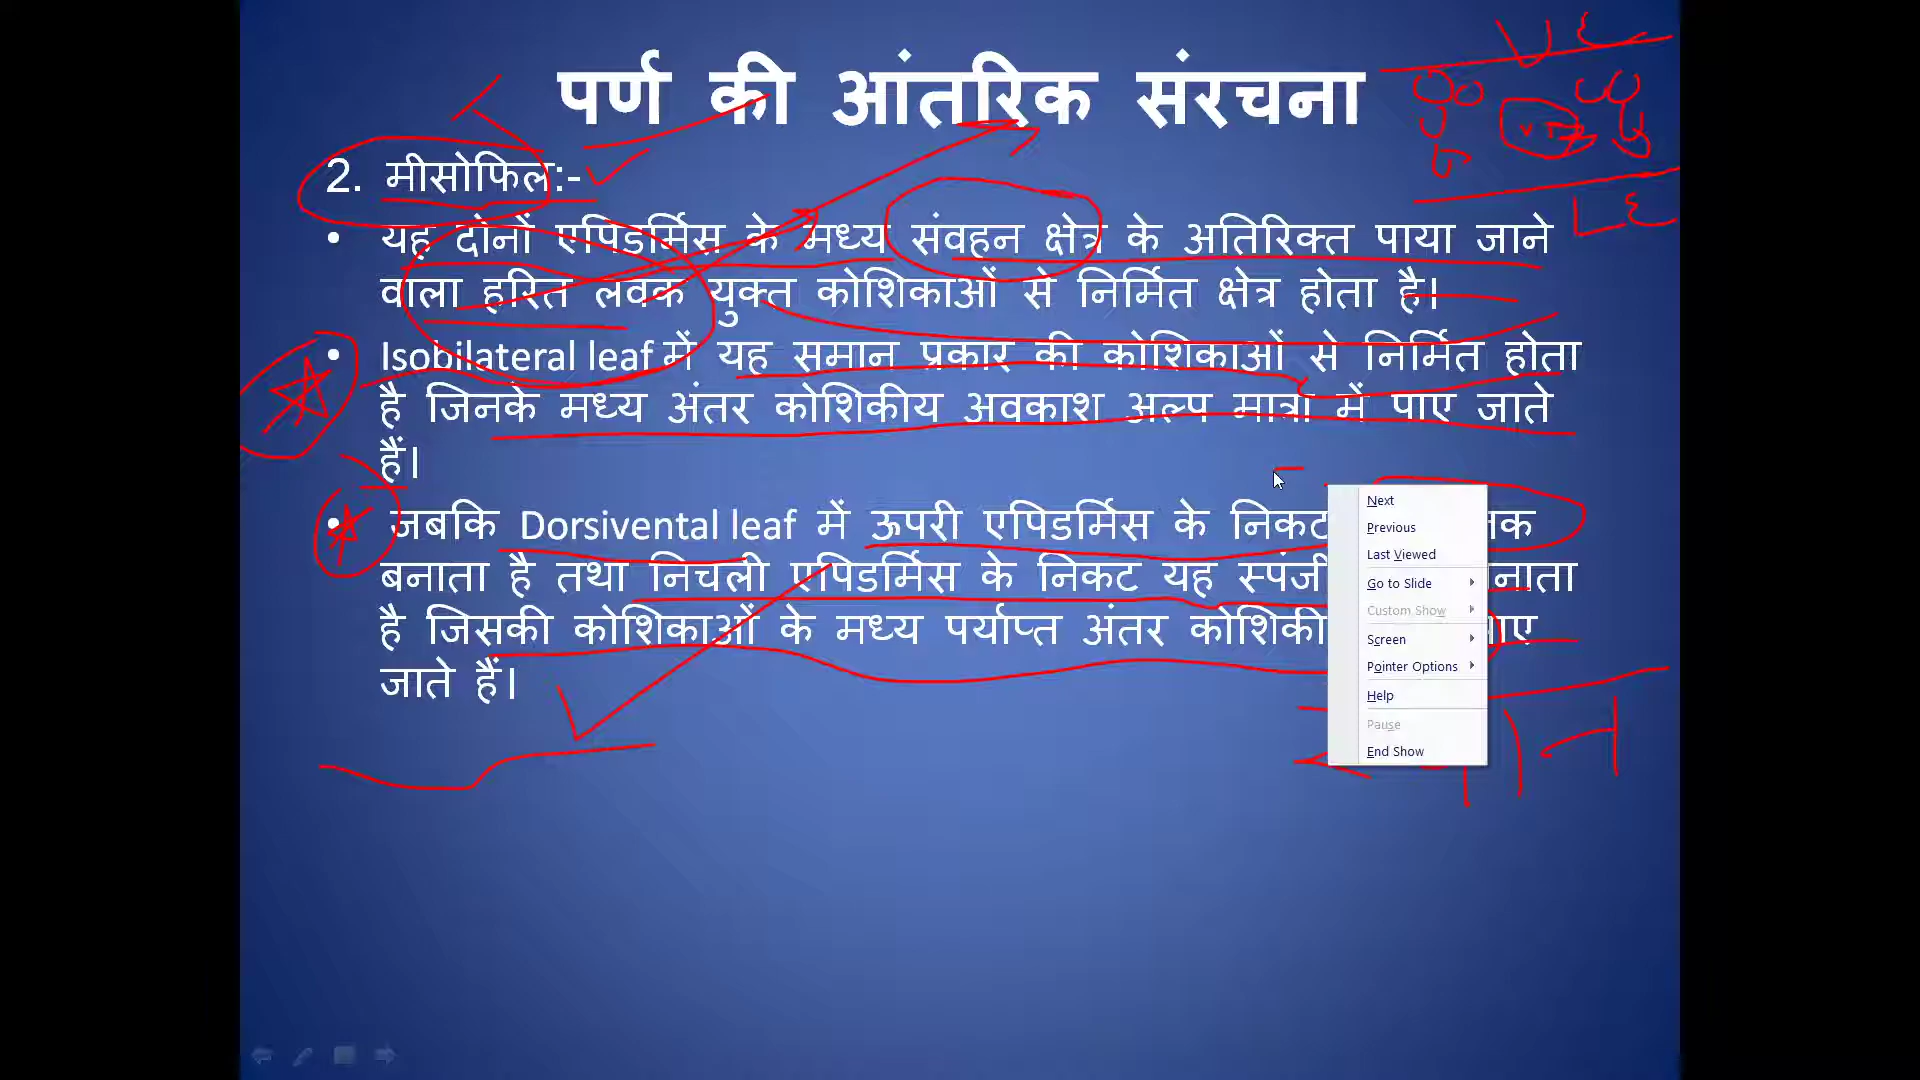 पर्ण की आंतरिक संरचना
U E
2. मीसोफिल:-
V T
L E
• यह दोनों एपिडर्मिस के मध्य संवहन क्षेत्र के अतिरिक्त पाया जाने
वाला हरित लवक युक्त कोशिकाओं से निर्मित क्षेत्र होता है।
• Isobilateral leaf में यह समान प्रकार की कोशिकाओं से निर्मित होता
है जिनके मध्य अंतर कोशिकीय अवकाश अल्प मात्रा में पाए जाते
हैं।
• जबकि Dorsivental leaf में ऊपरी एपिडर्मिस के निकट
बनाता है तथा निचली एपिडर्मिस के निकट यह
है जिसकी कोशिकाओं के मध्य पर्याप्त अंतर
जाते हैं।
Next
Previous
Last Viewed
Go to Slide
Custom Show
Screen
Pointer Options
Help
Pause
End Show